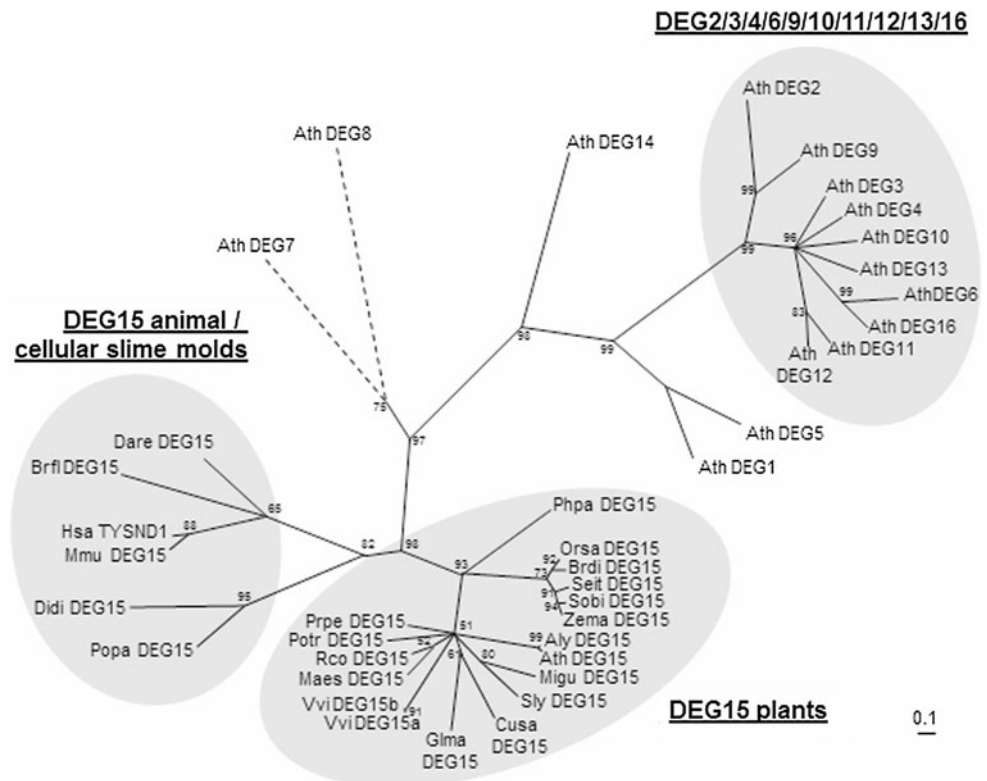 DEG2/3/4/6/9/10/11/12/13/16
Ath DEG2
Ath DEG8
Ath DEG14
Ath DEG9
99
Ath DEG3
Ath DEG4
96
Ath DEG10
99
Ath DEG13
Ath DEG7
99
AthDEG6
83
Ath DEG16
Ath DEG11
Ath
DEG12
98
99
DEG15 animal /
cellular slime molds
75
97
Ath DEG5
Ath DEG1
Dare DEG15
Brfl DEG15
65
88
Hsa TYSND1
Mmu DEG15
82
98
95
Didi DEG15
Popa DEG15
Phpa DEG15
93
92
Orsa DEG15
73
Brdi DEG15
91
Seit DEG15
94
Sobi DEG15
Zema DEG15
Prpe DEG15
51
Potr DEG15
99
Aly DEG15
Rco DEG15
92
61
80
Ath DEG15
Maes DEG15
Migu DEG15
Sly DEG15
Vvi DEG15b
91
Vvi DEG15a
Glma
DEG15
Cusa
DEG15
DEG15 plants
0.1